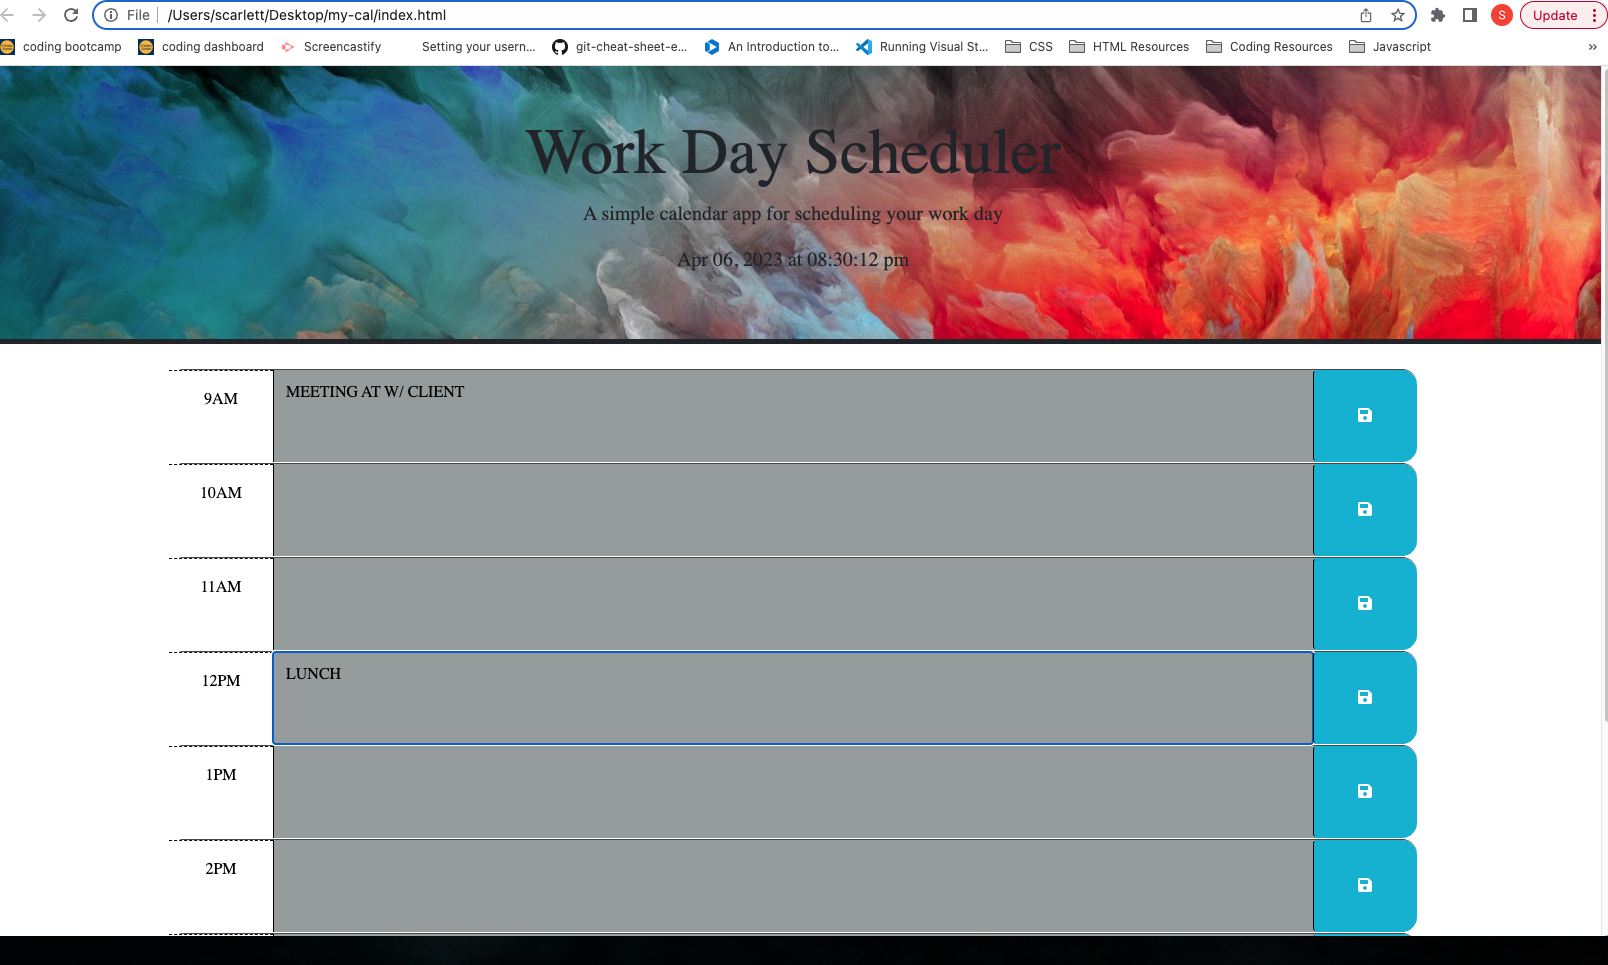 File /Users/scarlett/Desktop/my-cal/index.html S Update
coding bootcamp coding dashboard Screencastify Setting your usern... git-cheat-sheet-e... An Introduction to... Running Visual St... CSS HTML Resources Coding Resources Javascript »
Work Day Scheduler
A simple calendar app for scheduling your work day
Apr 06, 2023 at 08:30:12 pm
9AM MEETING AT W/ CLIENT
10AM
11AM
12PM LUNCH
1PM
2PM